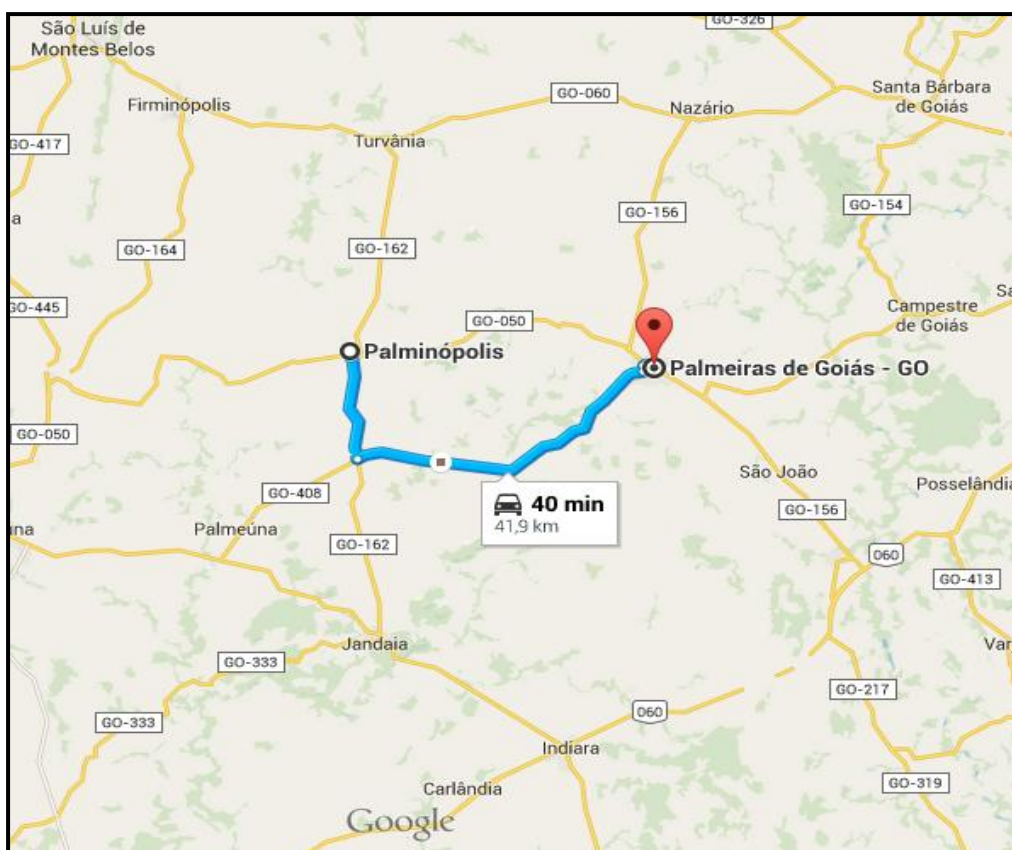 GO-326
São Luís de
Montes Belos
Santa Bárbara
de Goiás
GO-060
Firminópolis
Nazário
Turvânia
GO-417
GO-154
GO-156
a
GO-162
GO-164
Sa
GO-445
Campestre
de Goiás
GO-050
Palminópolis
Palmeiras de Goiás - GO
GO-050
São João
Posselândia
GO-408
40 min
41,9 km
GO-156
Palmeúna
una
GO-162
060
GO-413
Jandaia
Var
GO-333
GO-217
060
GO-333
Indiara
GO-319
Carlândia
Google